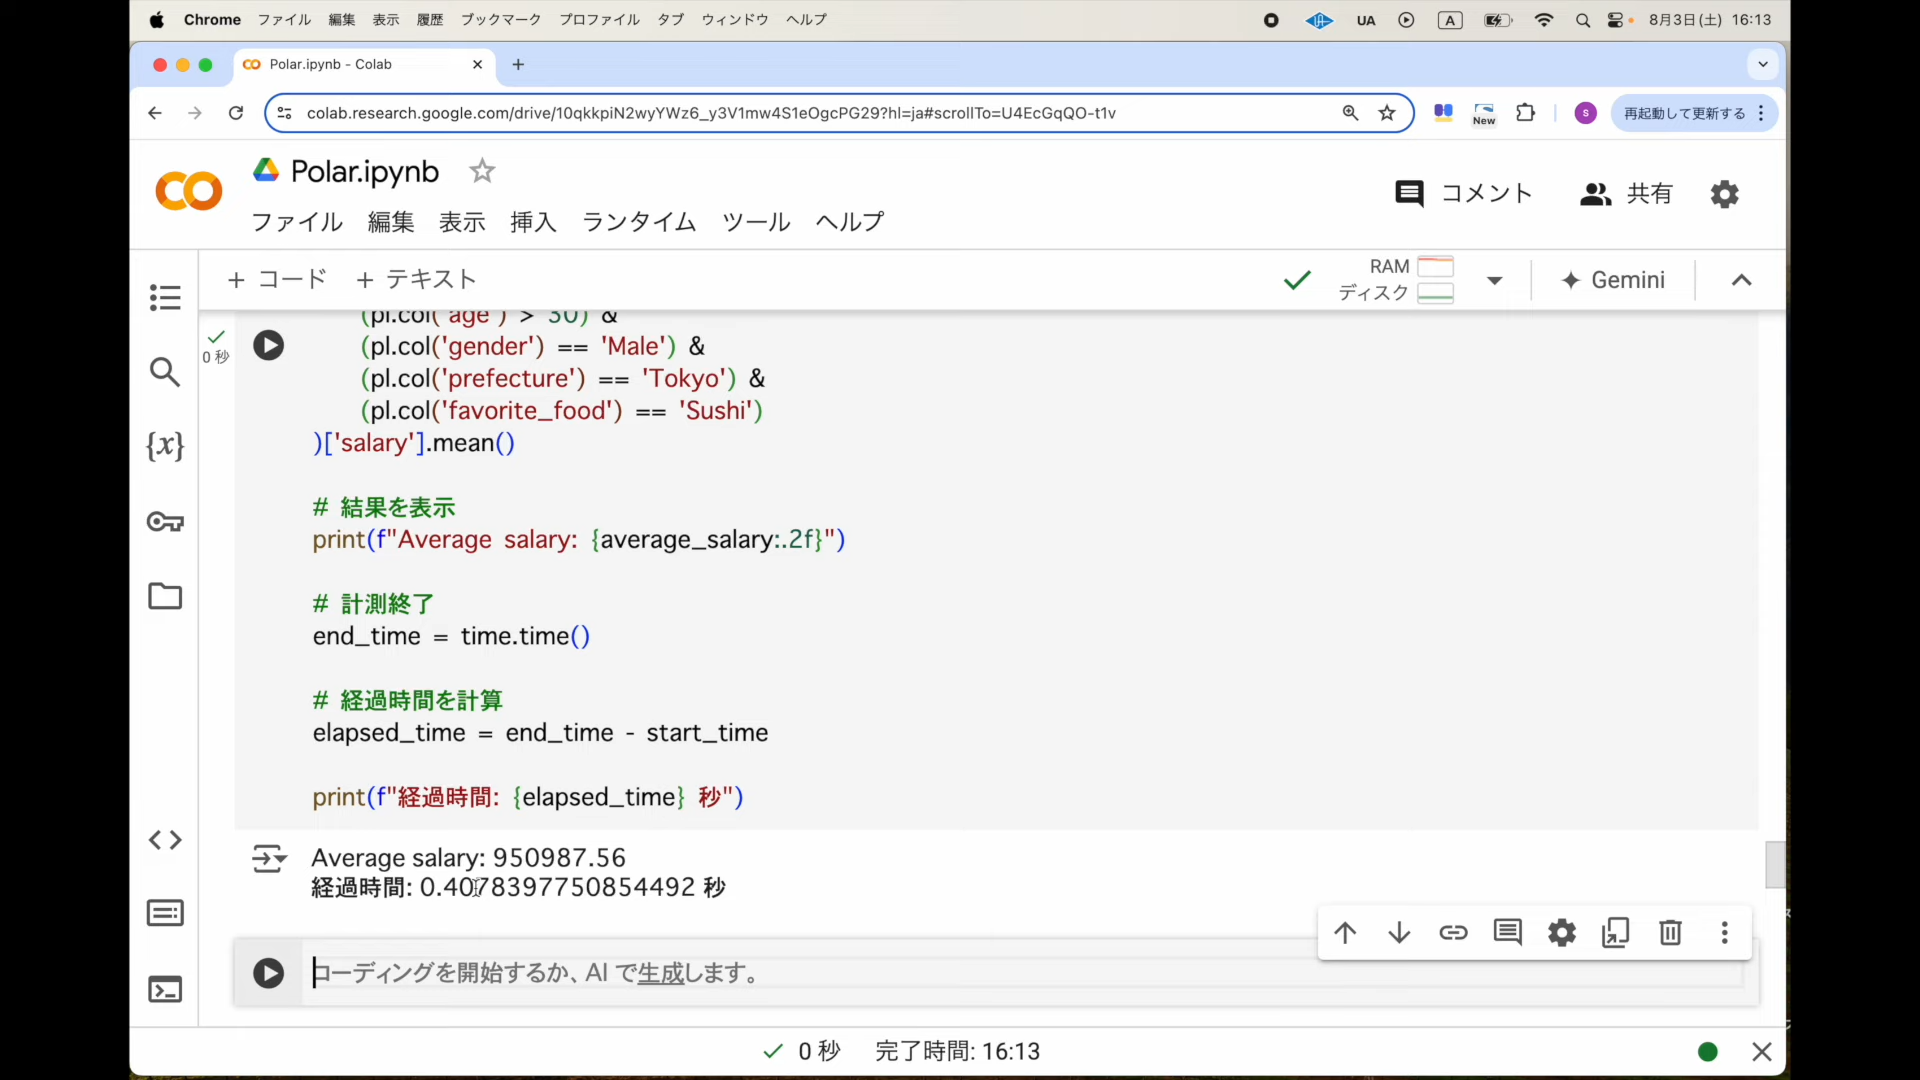 Chrome ファイル 編集 表示 履歴 ブックマーク プロファイル タブ ウィンドウ ヘルプ UA A 8月3日(土) 16:13
Polar.ipynb - Colab
colab.research.google.com/drive/10qkkpiN2wyYWz6_y3V1mw4S1eOgcPG29?hl=ja#scrollTo=U4EcGqQO-t1v New S 再起動して更新する
Polar.ipynb
コメント 共有
ファイル 編集 表示 挿入 ランタイム ツール ヘルプ
+ コード + テキスト RAM ディスク Gemini
(pl.col('age') > 30) &
0 秒
(pl.col('gender') == 'Male') &
(pl.col('prefecture') == 'Tokyo') &
(pl.col('favorite_food') == 'Sushi')
)['salary'].mean()
# 結果を表示
print(f"Average salary: {average_salary:.2f}")
# 計測終了
end_time = time.time()
# 経過時間を計算
elapsed_time = end_time - start_time
print(f"経過時間: {elapsed_time} 秒")
Average salary: 950987.56
経過時間: 0.4078397750854492 秒
コーディングを開始するか、AI で生成します。
0 秒 完了時間: 16:13